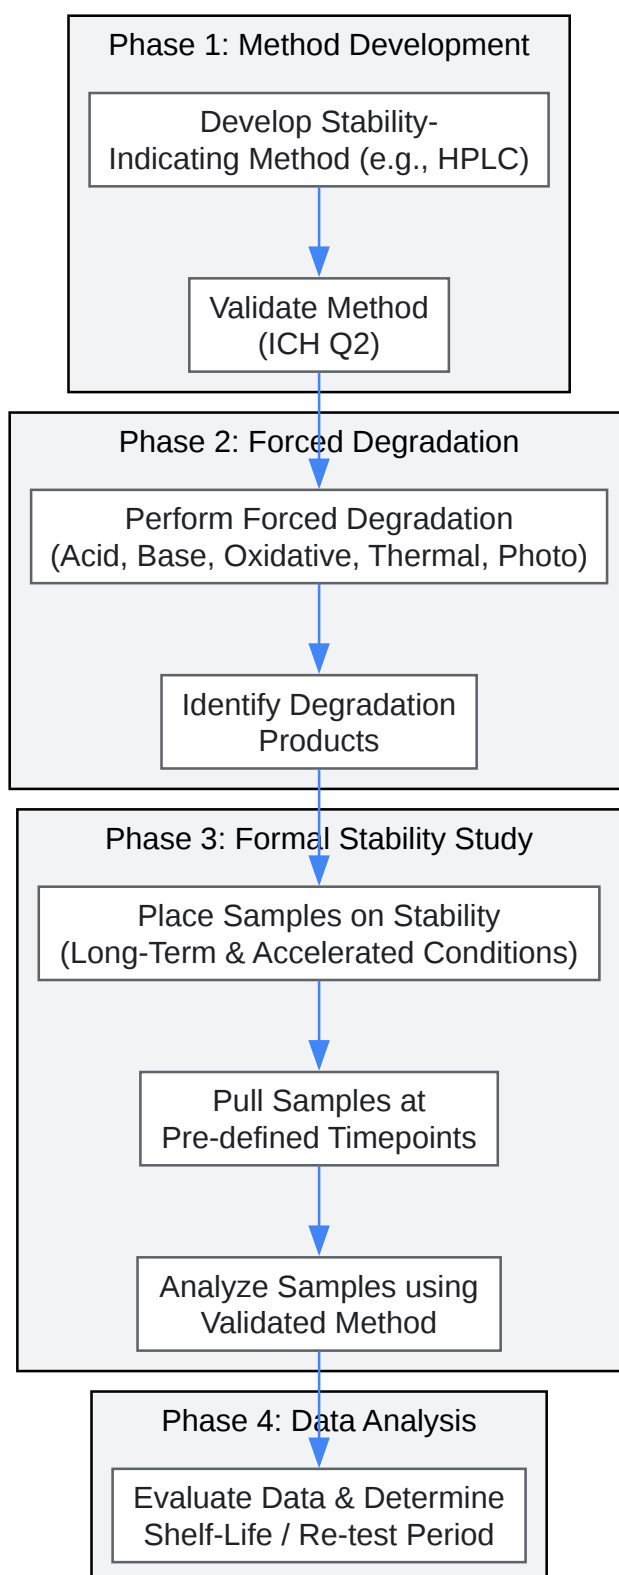 Phase 1: Method Development
Develop Stability-
Indicating Method (e.g., HPLC)
Validate Method
(ICH Q2)
Phase 2: Forced Degradation
Perform Forced Degradation
(Acid, Base, Oxidative, Thermal, Photo)
Identify Degradation
Products
Phase 3: Formal Stability Study
Place Samples on Stability
(Long-Term & Accelerated Conditions)
Pull Samples at
Pre-defined Timepoints
Analyze Samples using
Validated Method
Phase 4: Data Analysis
Evaluate Data & Determine
Shelf-Life / Re-test Period